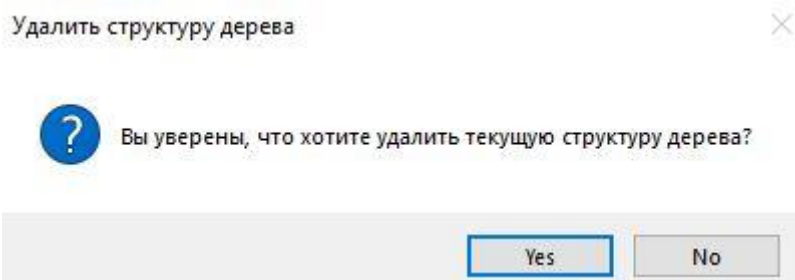 Удалить структуру дерева
Вы уверены, что хотите удалить текущую структуру дерева?
Yes
No